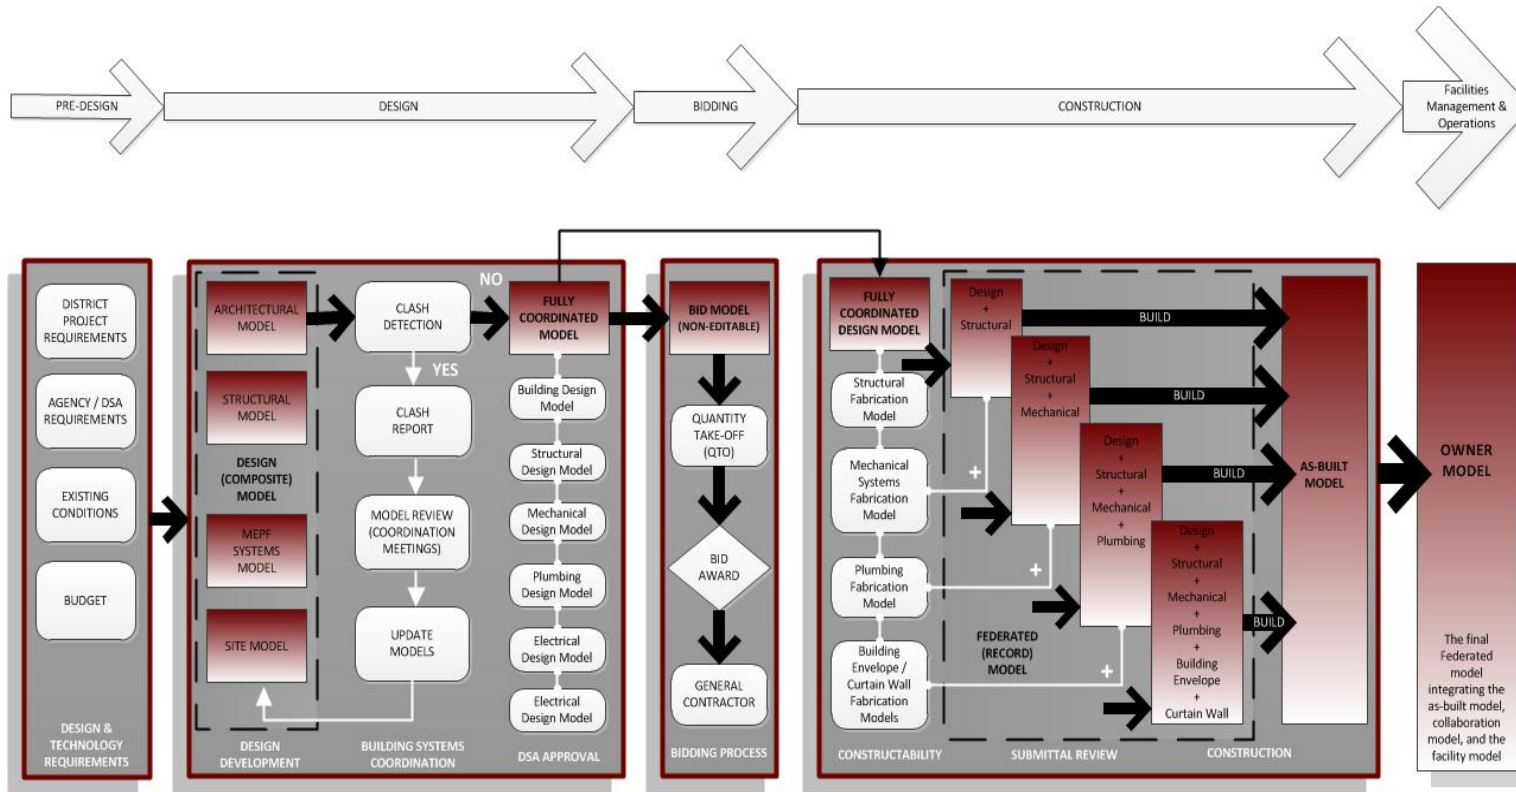 PRE-DESIGN
DESIGN
BIDDING
CONSTRUCTION
Facilities
Management &
Operations
DISTRICT
PROJECT
REQUIREMENTS
AGENCY / DSA
REQUIREMENTS
EXISTING
CONDITIONS
BUDGET
DESIGN &
TECHNOLOGY
REQUIREMENTS
ARCHITECTURAL
MODEL
STRUCTURAL
MODEL
DESIGN
(COMPOSITE)
MODEL
MEPF
SYSTEMS
MODEL
SITE MODEL
DESIGN
DEVELOPMENT
CLASH
DETECTION
NO
YES
CLASH
REPORT
MODEL REVIEW
(COORDINATION
MEETINGS)
UPDATE
MODELS
BUILDING SYSTEMS
COORDINATION
FULLY
COORDINATED
MODEL
Building Design
Model
Structural
Design Model
Mechanical
Design Model
Plumbing
Design Model
Electrical
Design Model
Electrical
Design Model
DSA APPROVAL
BID MODEL
(NON-EDITABLE)
QUANTITY
TAKE-OFF
(QTO)
BID
AWARD
GENERAL
CONTRACTOR
BIDDING PROCESS
FULLY
COORDINATED
DESIGN MODEL
Structural
Fabrication
Model
Mechanical
Systems
Fabrication
Model
Plumbing
Fabrication
Model
Building
Envelope /
Curtain Wall
Fabrication
Models
CONSTRUCTABILITY
Design
+
Structural
BUILD
Design
+
Structural
+
Mechanical
BUILD
+
Design
+
Structural
+
Mechanical
+
Plumbing
BUILD
+
Design
+
Structural
+
Mechanical
+
Plumbing
+
Building
Envelope
+
Curtain Wall
BUILD
+
FEDERATED
(RECORD)
MODEL
SUBMITTAL REVIEW
CONSTRUCTION
AS-BUILT
MODEL
OWNER
MODEL
The final
Federated
model
integrating the
as-built model,
collaboration
model, and the
facility model